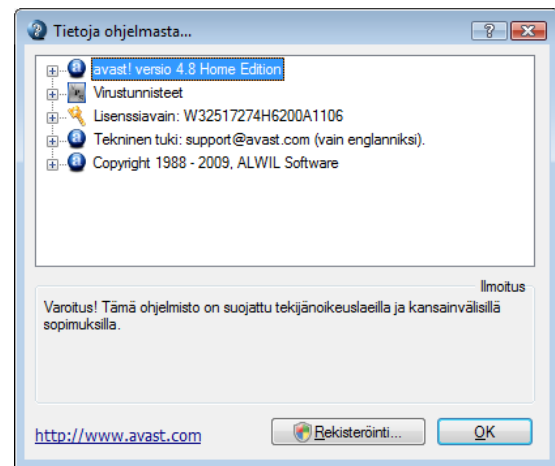 Tietoja ohjelmasta...
avast! versio 4.8 Home Edition
Virustunnisteet
Lisenssiavain: W32517274H6200A1106
Tekninen tuki: support@avast.com (vain englanniksi).
Copyright 1988 - 2009, ALWIL Software
Ilmoitus
Varoitus! Tämä ohjelmisto on suojattu tekijänoikeuslaeilla ja kansainvälisillä
sopimuksilla.
http://www.avast.com
Rekisteröinti...
OK